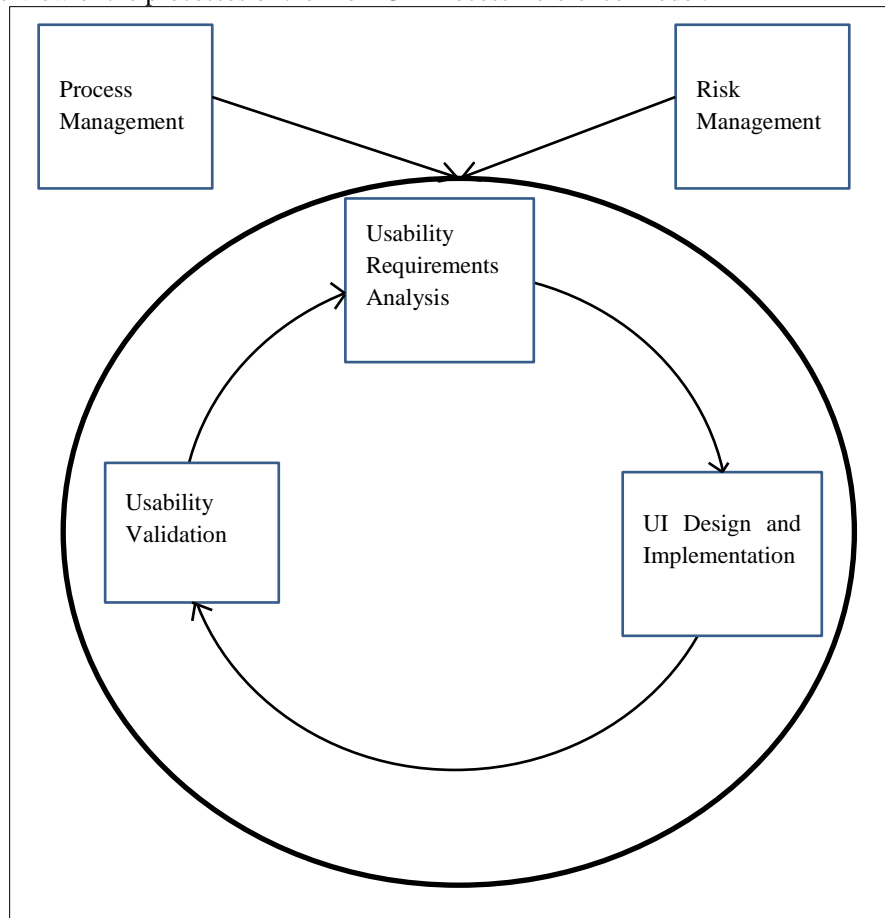 Process
Management
Risk
Management
Usability
Requirements
Analysis
Usability
Validation
UI Design and
Implementation